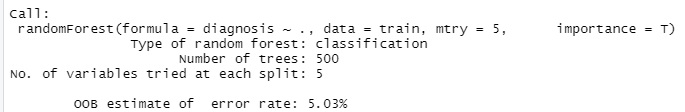 Call:
randomForest(formula = diagnosis ~ ., data = train, mtry = 5, importance = T)
Type of random forest: classification
Number of trees: 500
No. of variables tried at each split: 5
OOB estimate of error rate: 5.03%